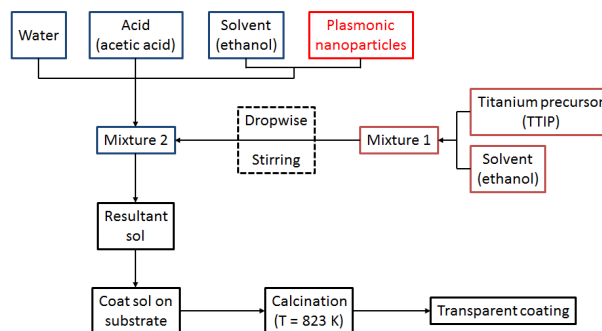 Water
Acid
(acetic acid)
Solvent
(ethanol)
Plasmonic
nanoparticles
Mixture 2
Dropwise
Stirring
Mixture 1
Titanium precursor
(TTIP)
Solvent
(ethanol)
Resultant
sol
Coat sol on
substrate
Calcination
(T = 823 K)
Transparent coating